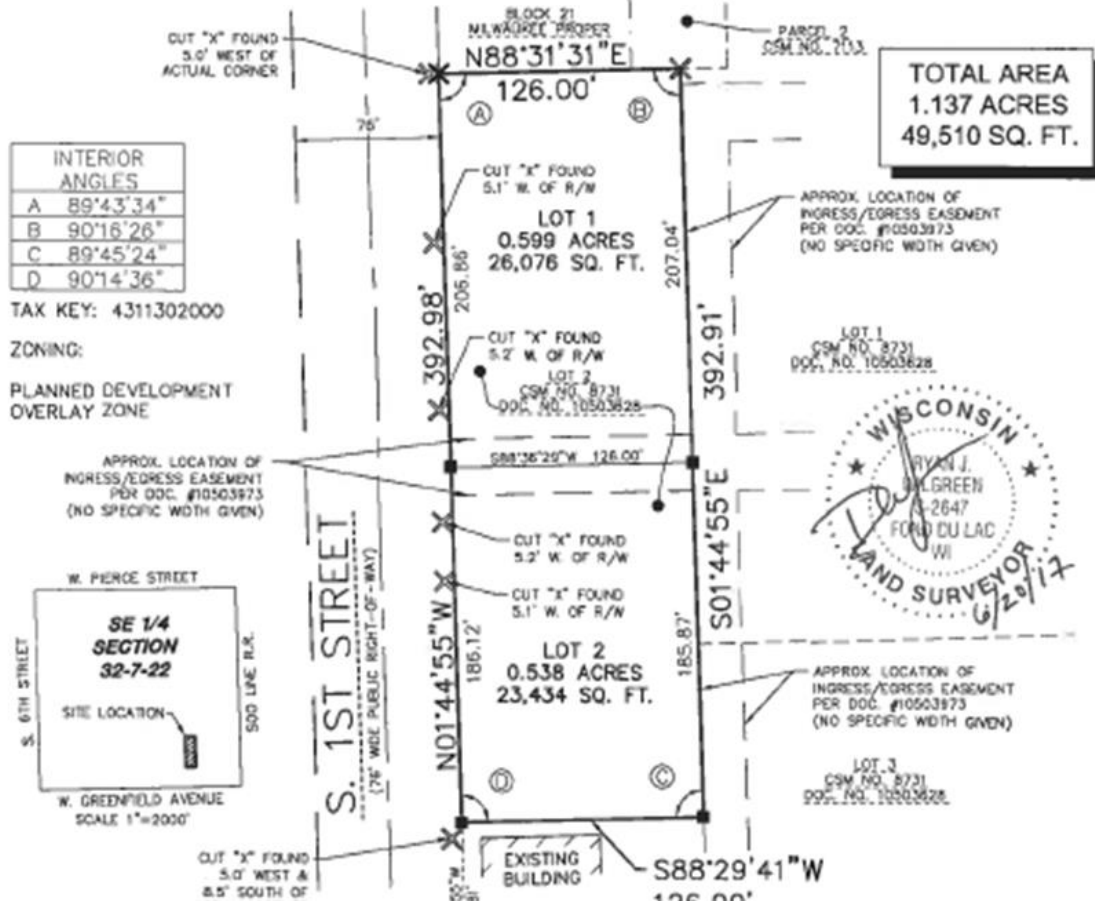 BLOCK 21
MILWAUKEE PROPER
CUT "X" FOUND
5.0' WEST OF
ACTUAL CORNER
N88°31'31"E
126.00'
PARCEL 2
CSM NO. 7113
TOTAL AREA
1.137 ACRES
49,510 SQ. FT.
A
B
76'
INTERIOR
ANGLES
A 89°43'34"
B 90°16'26"
C 89°45'24"
D 90°14'36"
TAX KEY: 4311302000
ZONING:
PLANNED DEVELOPMENT
OVERLAY ZONE
CUT "X" FOUND
5.1' W. OF R/W
LOT 1
0.599 ACRES
26,076 SQ. FT.
206.86'
207.04'
392.98'
392.91'
APPROX. LOCATION OF
INGRESS/EGRESS EASEMENT
PER DOC. #10503973
(NO SPECIFIC WIDTH GIVEN)
CUT "X" FOUND
5.2' W. OF R/W
LOT 2
CSM NO. 8731
DOC. NO. 10503628
LOT 1
CSM NO. 8731
DOC. NO. 10503628
APPROX. LOCATION OF
INGRESS/EGRESS EASEMENT
PER DOC. #10503973
(NO SPECIFIC WIDTH GIVEN)
S88°36'29"W 126.00'
WISCONSIN
RYAN J.
S-2647
FOND DU LAC
WI
LAND SURVEYOR
6/20/17
CUT "X" FOUND
5.2' W. OF R/W
CUT "X" FOUND
5.1' W. OF R/W
N01°44'55"W
186.12'
S01°44'55"E
185.87'
LOT 2
0.538 ACRES
23,434 SQ. FT.
S. 1ST STREET
(76' WIDE PUBLIC RIGHT-OF-WAY)
W. PIERCE STREET
SE 1/4
SECTION
32-7-22
SITE LOCATION
S. 6TH STREET
SOO LINE R.R.
W. GREENFIELD AVENUE
SCALE 1"=2000'
APPROX. LOCATION OF
INGRESS/EGRESS EASEMENT
PER DOC. #10503973
(NO SPECIFIC WIDTH GIVEN)
LOT 3
CSM NO. 8731
DOC. NO. 10503628
D
C
CUT "X" FOUND
5.0' WEST &
8.5' SOUTH OF
EXISTING
BUILDING
S88°29'41"W